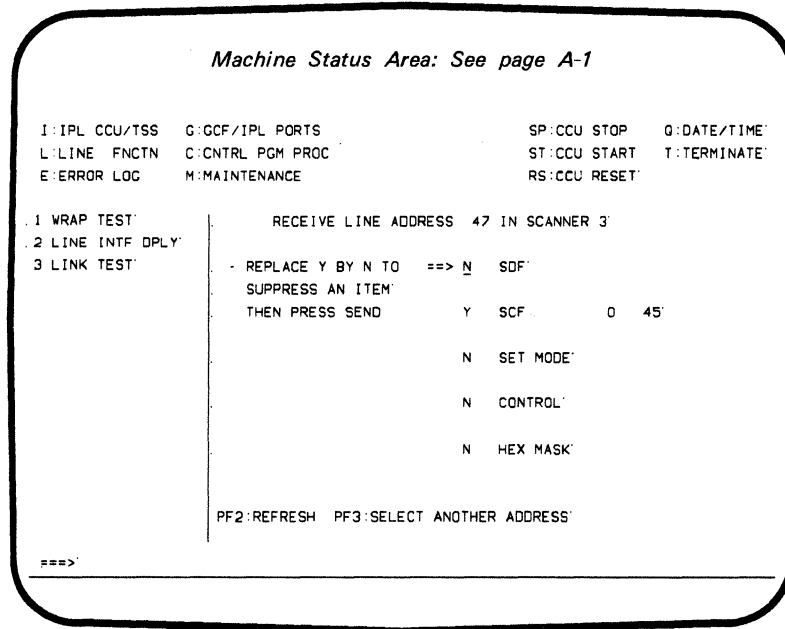 Machine Status Area: See page A-1
I:IPL CCU/TSS G:GCF/IPL PORTS SP:CCU STOP Q:DATE/TIME
L:LINE FNCTN C:CNTRL PGM PROC ST:CCU START T:TERMINATE
E:ERROR LOG M:MAINTENANCE RS:CCU RESET
1 WRAP TEST RECEIVE LINE ADDRESS 47 IN SCANNER 3
2 LINE INTF DPLY
3 LINK TEST - REPLACE Y BY N TO ==> N SDF
SUPPRESS AN ITEM
THEN PRESS SEND Y SCF 0 45
N SET MODE
N CONTROL
N HEX MASK
PF2:REFRESH PF3:SELECT ANOTHER ADDRESS
===>